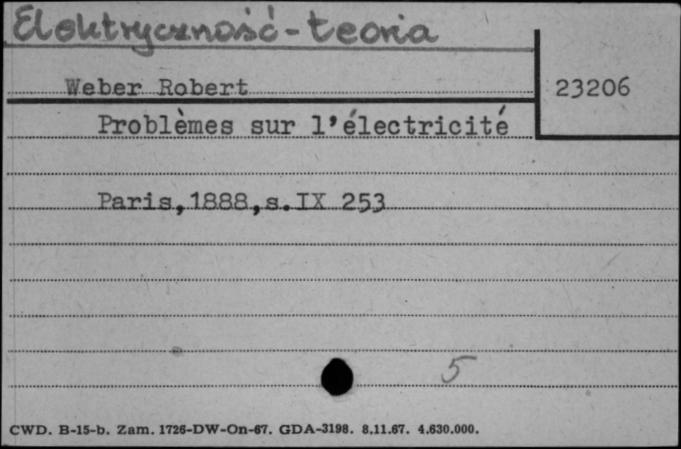 Elektryczność - teoria
Weber Robert
23206
Problèmes sur l'électricité
Paris,1888,s.IX 253
5
CWD. B-15-b. Zam. 1726-DW-On-67. GDA-3198. 8.11.67. 4.630.000.